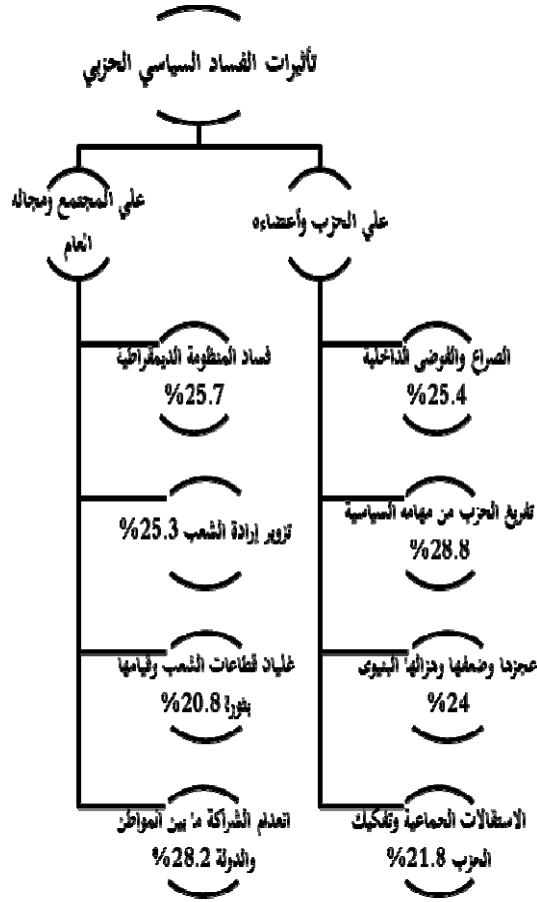 تأثيرات الفساد السياسي الحزبي
علي الحزب وأعضاءه
الصراع والفوضى الداخلية
%25.4
تفريغ الحزب من مهامه السياسية
%28.8
عجزها وضعفها وهزالها البنيوى
%24
الاستقالات الجماعية وتفكيك
الحزب 21.8%
علي المجتمع ومجاله
العام
فساد المنظومة الديمقراطية
%25.7
تزوير إرادة الشعب 25.3%
غليان قطاعات الشعب وقيامها
بثورة 20.8%
انعدام الشراكة ما بين المواطن
والدولة 28.2%